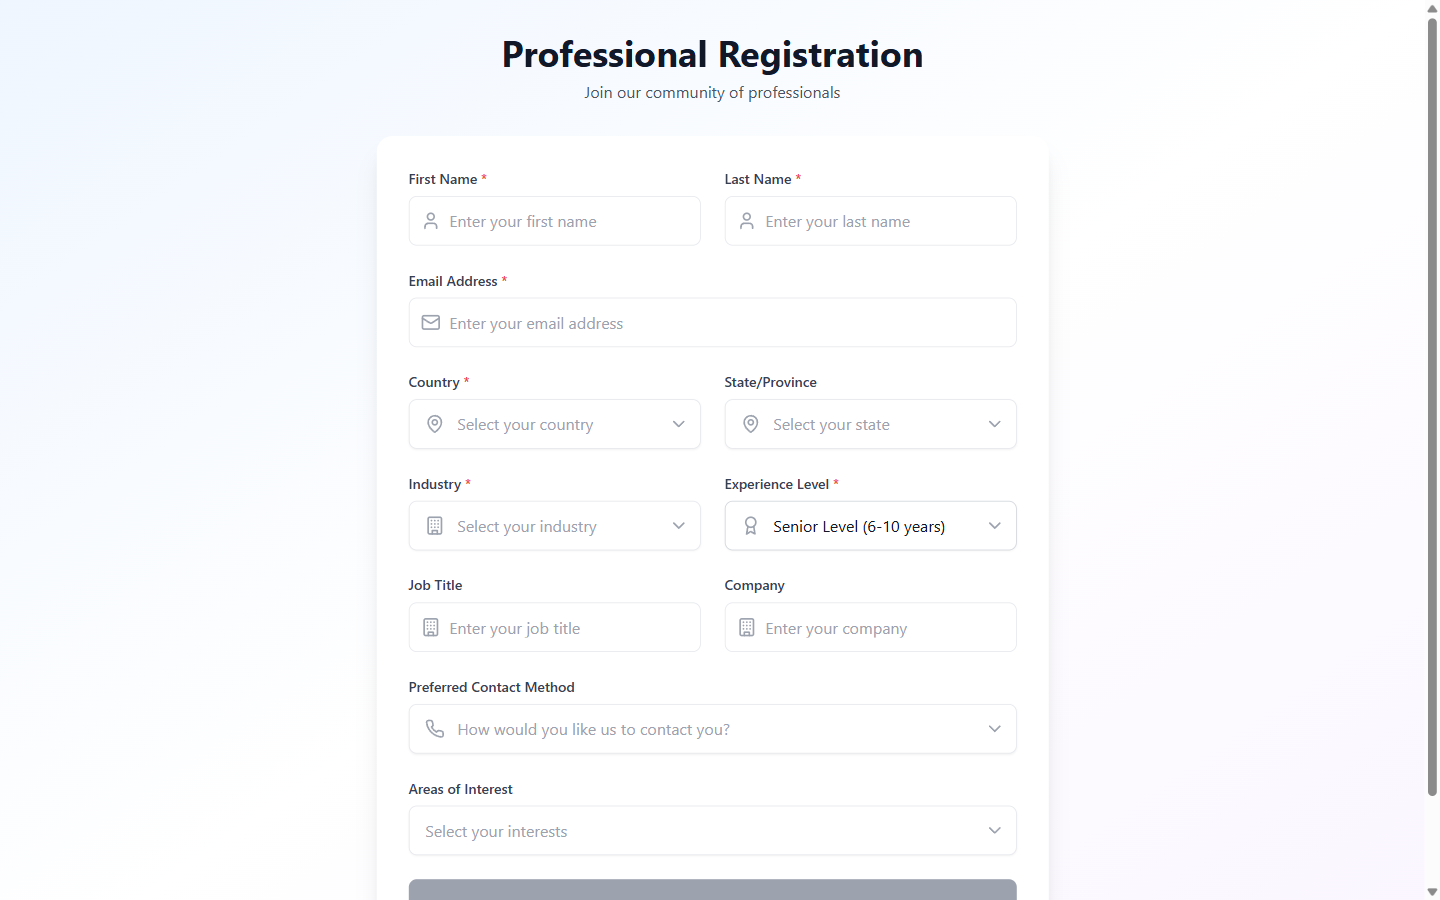 Professional Registration
Join our community of professionals
First Name *
Last Name *
Enter your first name
Enter your last name
Email Address *
Enter your email address
Country *
State/Province
Select your country
Select your state
Industry *
Experience Level *
Select your industry
Senior Level (6-10 years)
Job Title
Company
Enter your job title
Enter your company
Preferred Contact Method
How would you like us to contact you?
Areas of Interest
Select your interests